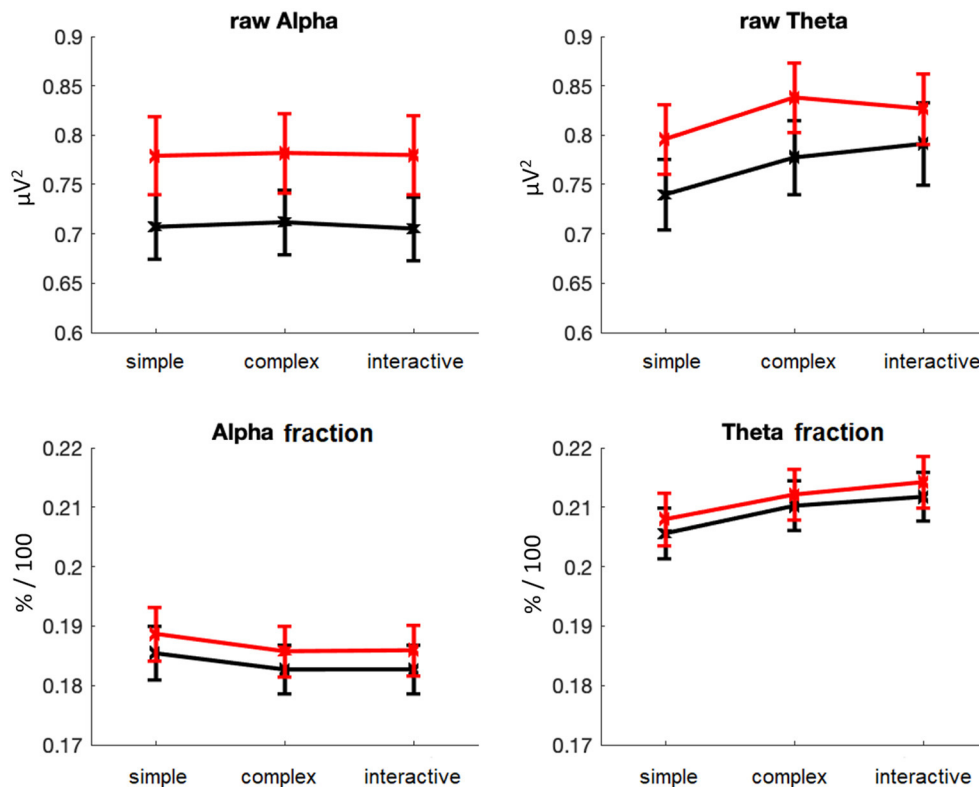 raw Alpha
0.9
0.85
0.8
0.75
0.7
0.65
0.6
µV²
simple complex interactive
raw Theta
0.9
0.85
0.8
0.75
0.7
0.65
0.6
µV²
simple complex interactive
Alpha fraction
0.22
0.21
0.2
0.19
0.18
0.17
% / 100
simple complex interactive
Theta fraction
0.22
0.21
0.2
0.19
0.18
0.17
% / 100
simple complex interactive